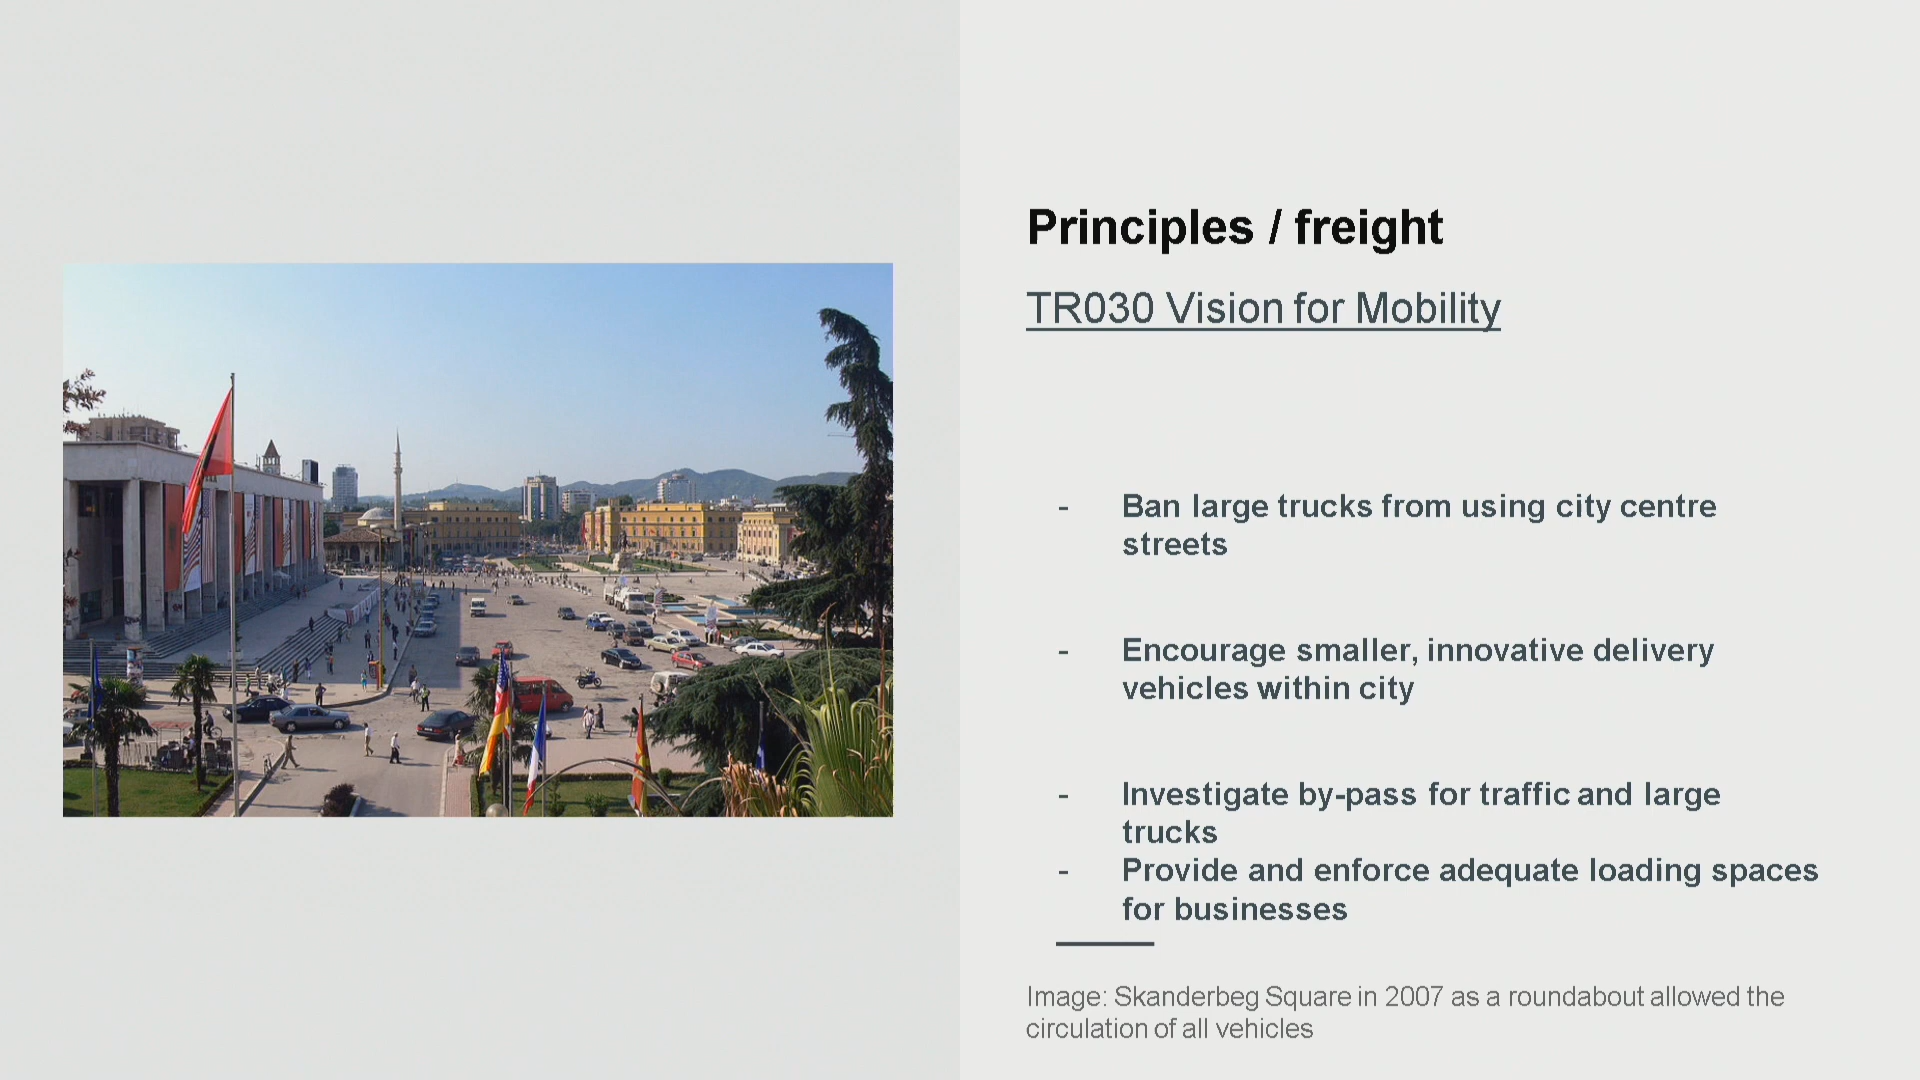 Principles / freight
TR030 Vision for Mobility
- Ban large trucks from using city centre
streets
- Encourage smaller, innovative delivery
vehicles within city
- Investigate by-pass for traffic and large
trucks
- Provide and enforce adequate loading spaces
for businesses
Image: Skanderbeg Square in 2007 as a roundabout allowed the
circulation of all vehicles